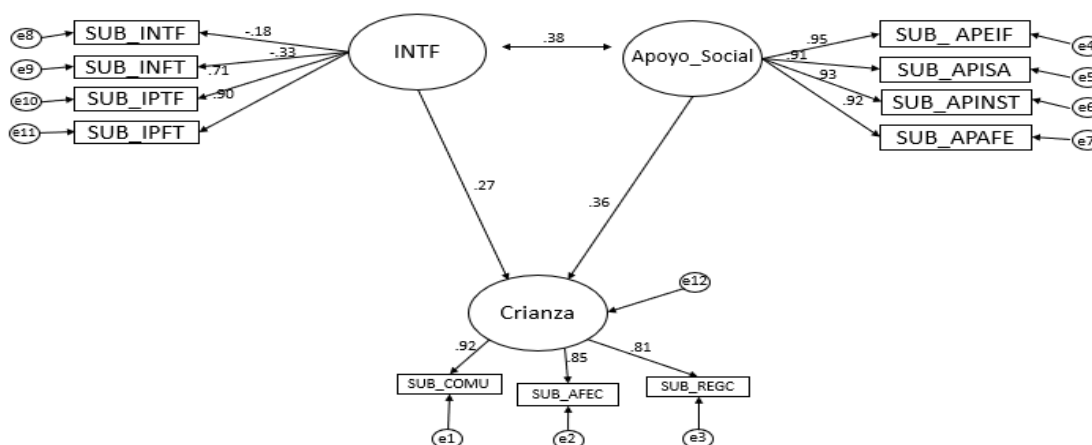 e8 SUB_INTF -.18 INTF .38 Apoyo_Social .95 SUB_ APEIF e4
e9 SUB_INFT -.33 .91 SUB_APISA e5
e10 SUB_IPTF .71 .93 SUB_APINST e6
e11 SUB_IPFT .90 .92 SUB_APAFE e7
.27 .36
Crianza e12
.92 .85 .81
SUB_COMU SUB_AFEC SUB_REGC
e1 e2 e3